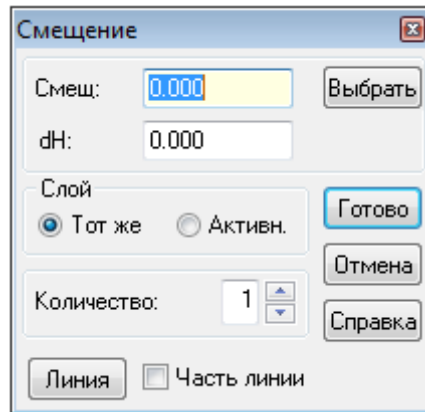 Смещение
Смещ: 0.000 Выбрать
dH: 0.000
Слой
Тот же Активн. Готово
Отмена
Количество: 1
Справка
Линия Часть линии